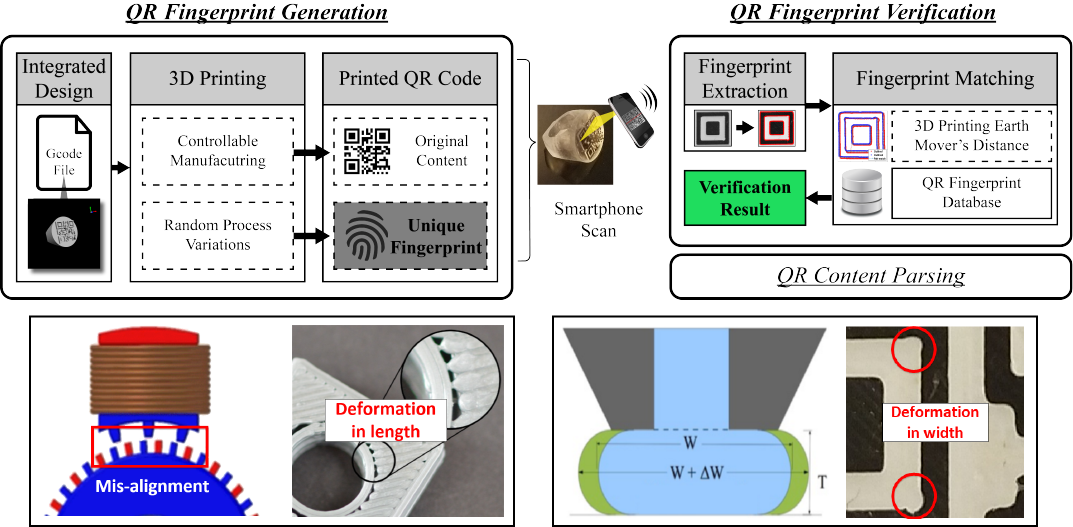 QR Fingerprint Generation
QR Fingerprint Verification
Integrated
Design
3D Printing
Printed QR Code
Gcode
File
Controllable
Manufacutring
Original
Content
Random Process
Variations
Unique
Fingerprint
Smartphone
Scan
Fingerprint
Extraction
Fingerprint Matching
3D Printing Earth
Mover's Distance
Verification
Result
QR Fingerprint
Database
QR Content Parsing
Mis-alignment
Deformation
in length
W
W + ΔW
T
Deformation
in width